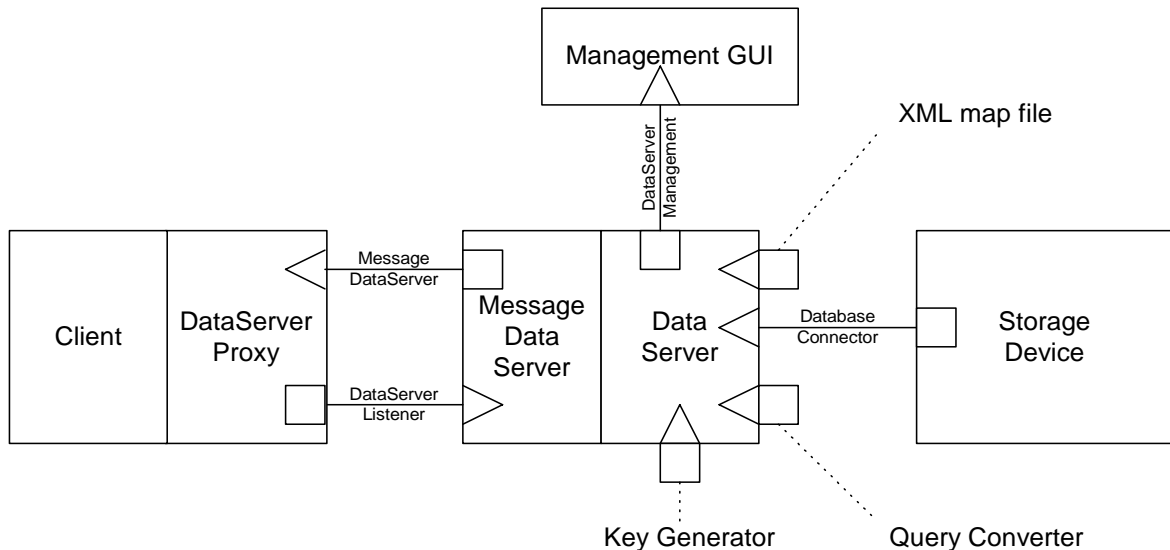 Management GUI
XML map file
DataServer
Management
Client
DataServer
Proxy
Message
DataServer
DataServer
Listener
Message
Data
Server
Data
Server
Database
Connector
Storage
Device
Key Generator
Query Converter